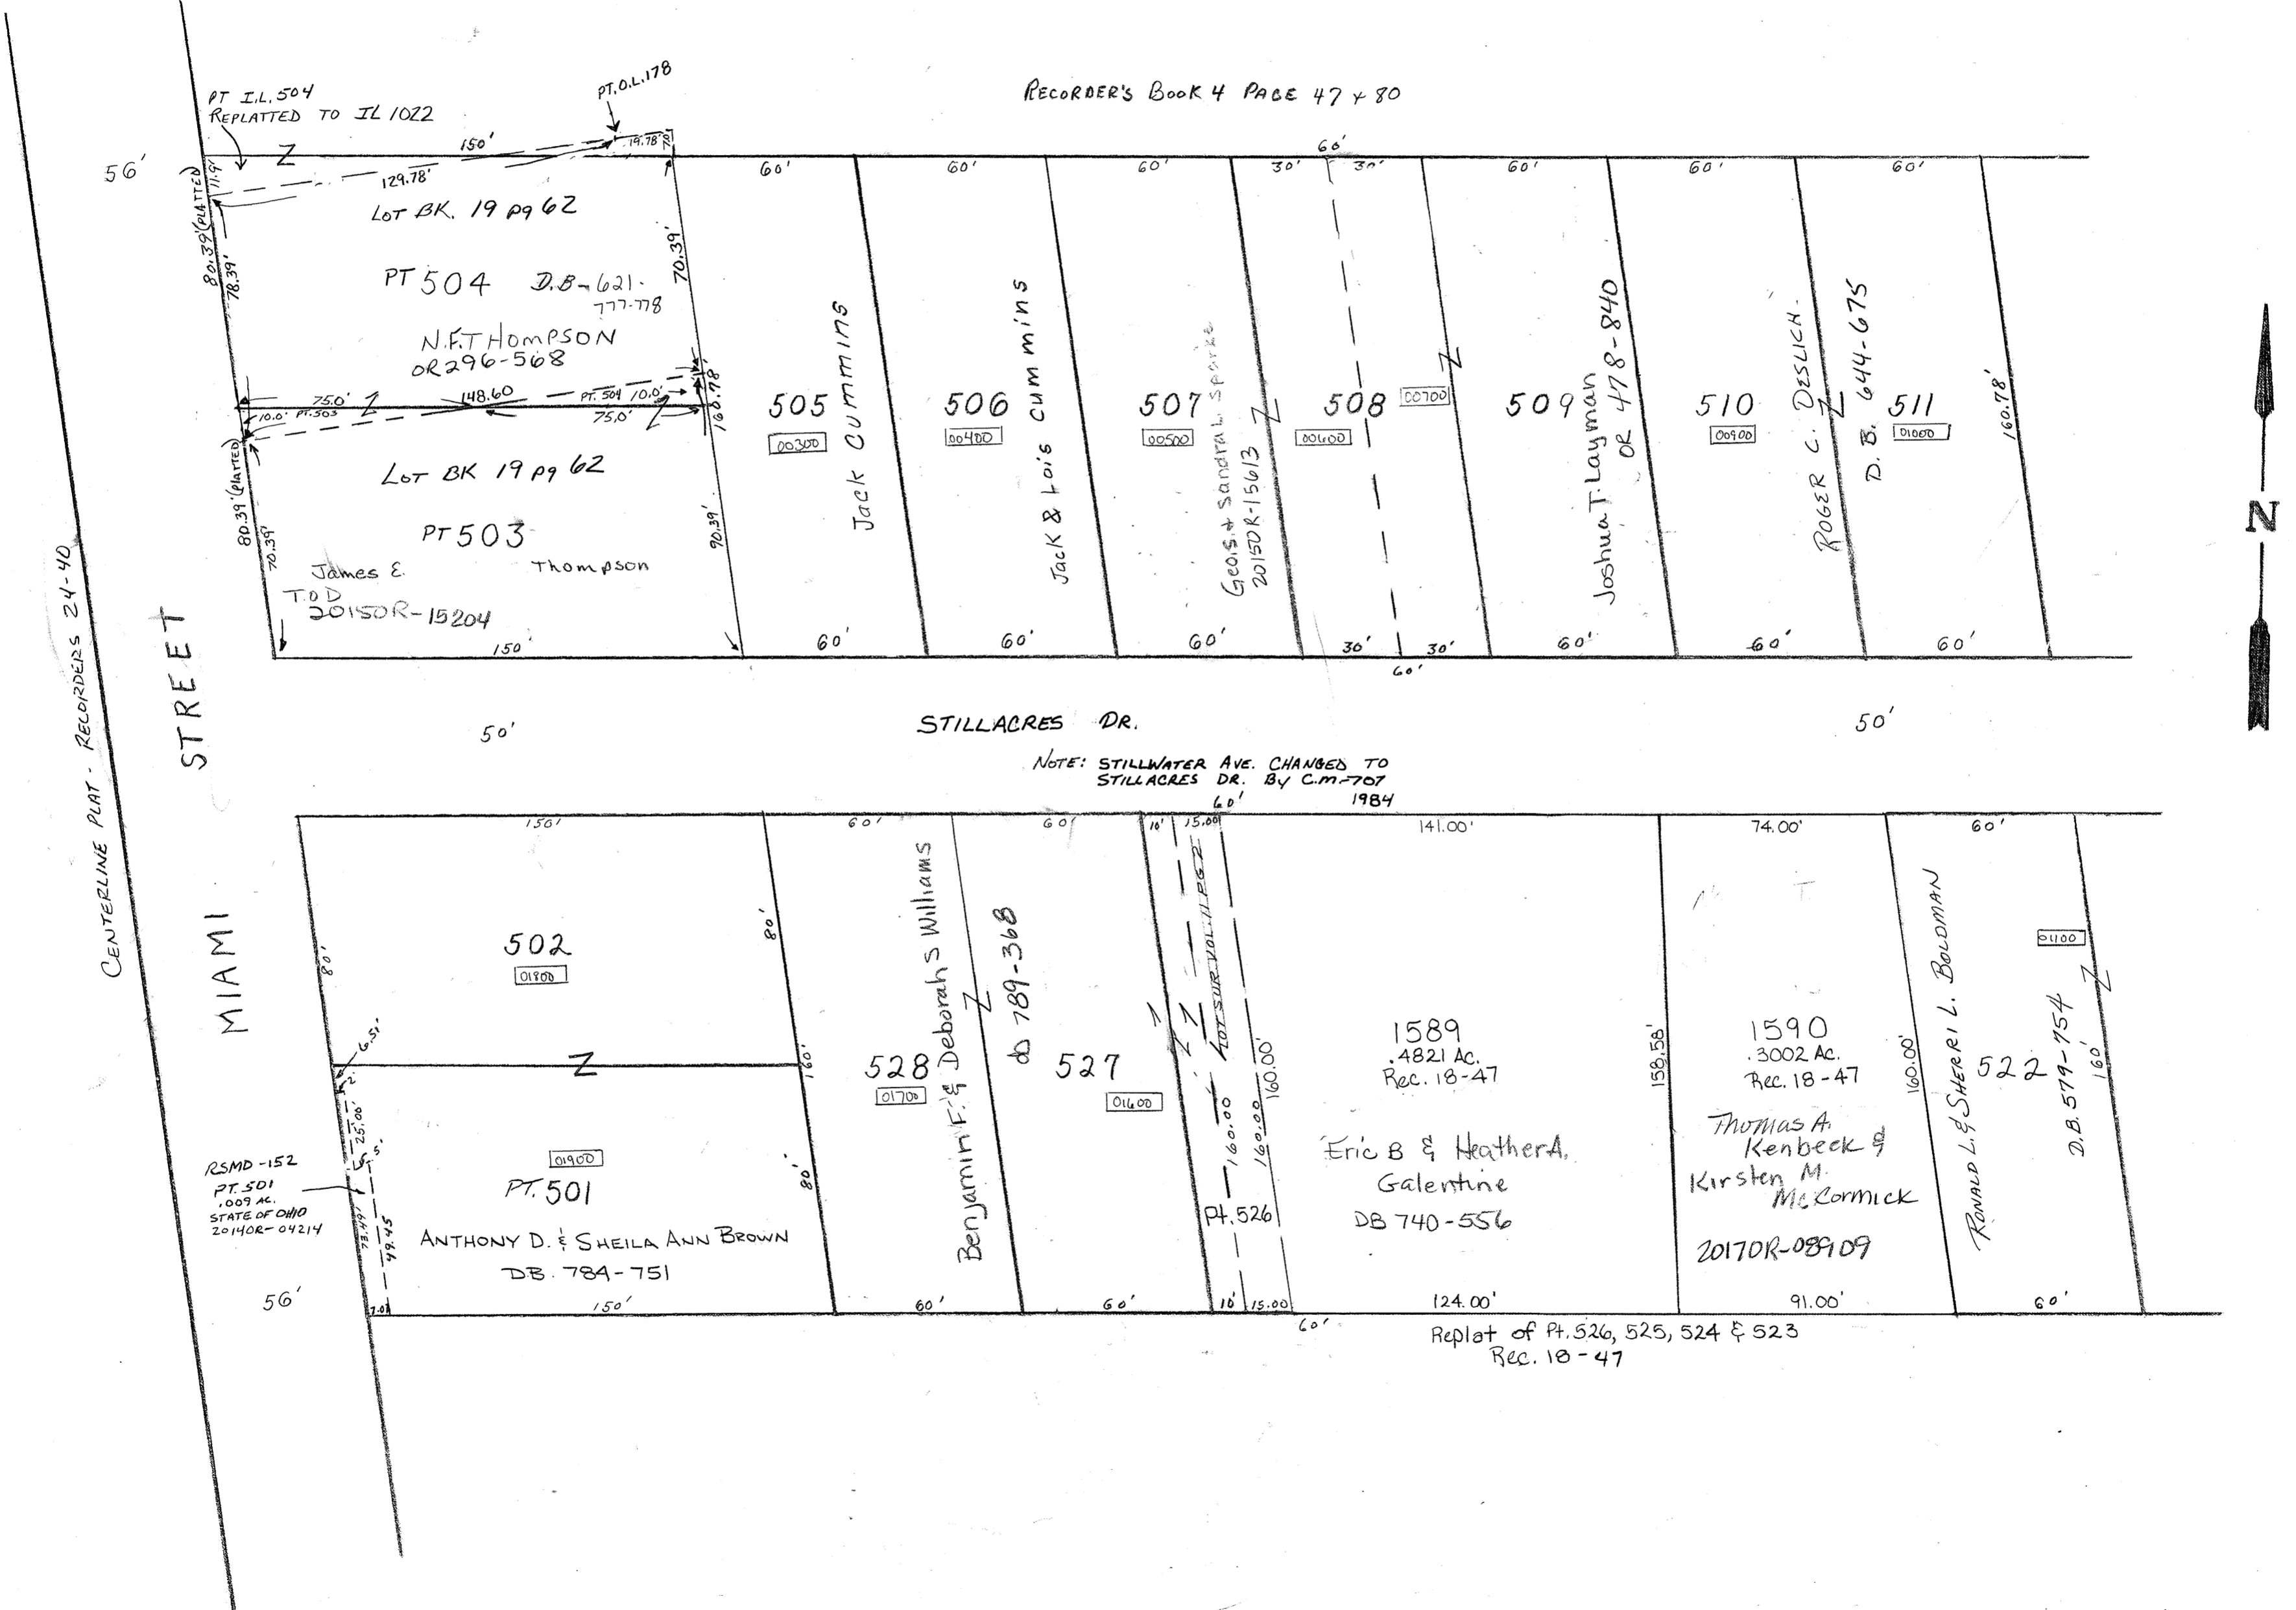 RECORDER'S BOOK 4 PAGE 47 & 80
PT I.L. 504
REPLATTED TO IL 1022
PT. O.L. 178
56'
150'
19.78'
7.0'
129.78'
11.9'
80.39' (PLATTED)
78.39'
LOT BK. 19 pg 62
PT 504
D.B-621-
777-778
N.F. THOMPSON
OR 296-568
70.39'
75.0'
148.60
PT. 504 10.0'
10.0' PT. 503
75.0'
160.78'
80.39' (PLATTED)
70.39'
LOT BK 19 pg 62
PT 503
James E. Thompson
T.O.D
2015OR-15204
90.39'
150'
60'
60'
60'
60'
30'
30'
60'
60'
60'
505
00300
Jack Cummins
506
00400
Jack & Lois Cummins
507
00500
Geo. S. & Sandra L. Sparks
2015OR-15613
508
00600
00700
509
Joshua T. Layman
OR 478-840
510
00900
ROGER C. DESLICH
D. B. 644-675
511
01000
160.78'
60'
60'
60'
30'
30'
60'
60'
60'
60'
CENTERLINE PLAT - RECORDERS 24-40
MIAMI STREET
50'
STILLACRES DR.
50'
NOTE: STILLWATER AVE. CHANGED TO
STILLACRES DR. By C.M.-707
1984
150'
60'
60'
10'
15.00'
60'
141.00'
74.00'
60'
502
01800
80'
80'
6.51'
2'
25.00'
5.5'
73.49'
49.45
7.0'
RSMD-152
PT. 501
.009 AC.
STATE OF OHIO
2014OR-04214
01900
PT. 501
ANTHONY D. & SHEILA ANN BROWN
D.B. 784-751
160'
80'
528
01700
Benjamin F. & Deborah S Williams
db 789-368
527
01600
LOT SUR VOL 11 PG 2
160.00
160.00
160.00'
Pt. 526
1589
.4821 AC.
Rec. 18-47
Eric B & Heather A.
Galentine
DB 740-556
158.58'
1590
.3002 AC.
Rec. 18-47
Thomas A.
Kenbeck &
Kirsten M.
McCormick
2017OR-08909
160.00'
RONALD L. & SHERRI L. BOLDMAN
522
01100
D.B. 579-754
160'
56'
150'
60'
60'
10'
15.00
60'
124.00'
91.00'
60'
Replat of Pt. 526, 525, 524 & 523
Rec. 18-47
N